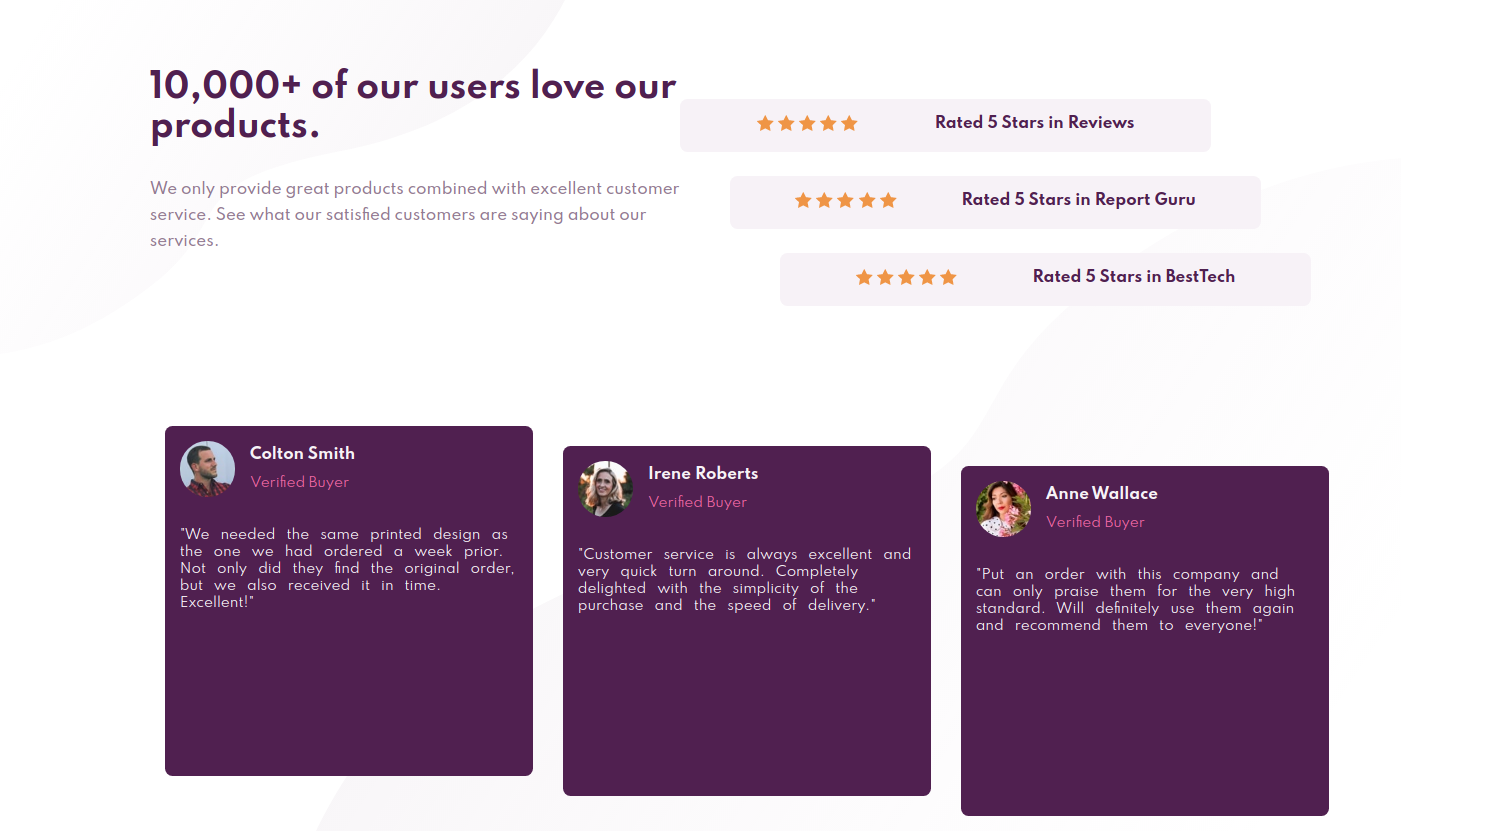 10,000+ of our users love our
products.
We only provide great products combined with excellent customer
service. See what our satisfied customers are saying about our
services.
Rated 5 Stars in Reviews
Rated 5 Stars in Report Guru
Rated 5 Stars in BestTech
Colton Smith
Verified Buyer
"We needed the same printed design as
the one we had ordered a week prior.
Not only did they find the original order,
but we also received it in time.
Excellent!"
Irene Roberts
Verified Buyer
"Customer service is always excellent and
very quick turn around. Completely
delighted with the simplicity of the
purchase and the speed of delivery."
Anne Wallace
Verified Buyer
"Put an order with this company and
can only praise them for the very high
standard. Will definitely use them again
and recommend them to everyone!"